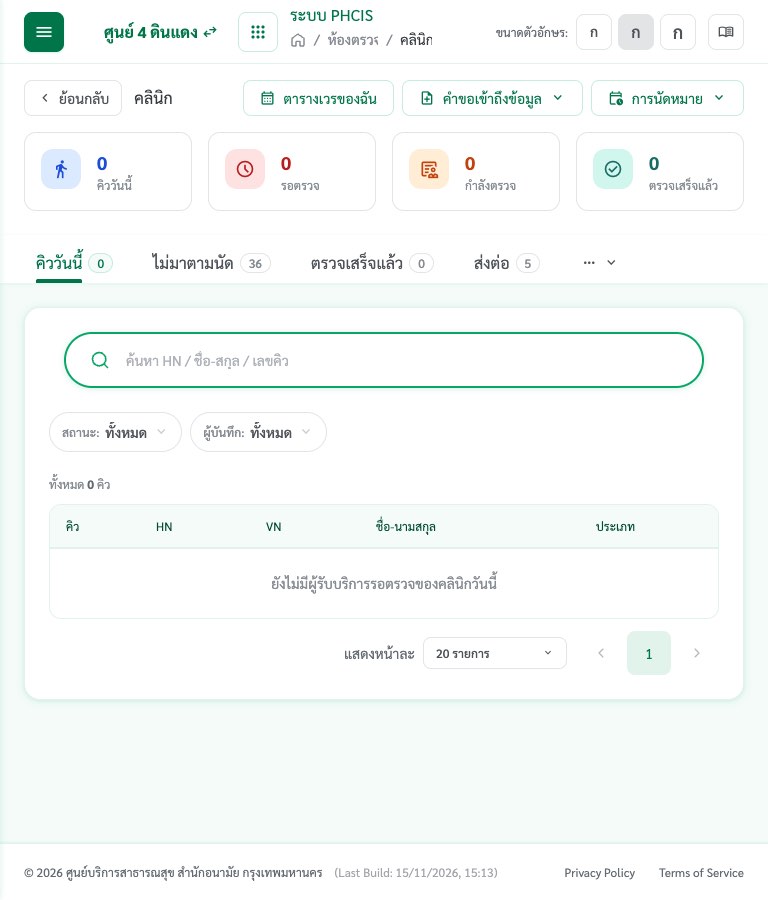 ศูนย์ 4 ดินแดง
ระบบ PHCIS
/ ห้องตรวจ / คลินิก
ขนาดตัวอักษร: ก ก ก
ย้อนกลับ คลินิก
ตารางเวรของฉัน
คำขอเข้าถึงข้อมูล
การนัดหมาย
0
คิววันนี้
0
รอตรวจ
0
กำลังตรวจ
0
ตรวจเสร็จแล้ว
คิววันนี้ 0
ไม่มาตามนัด 36
ตรวจเสร็จแล้ว 0
ส่งต่อ 5
ค้นหา HN / ชื่อ-สกุล / เลขคิว
สถานะ: ทั้งหมด
ผู้บันทึก: ทั้งหมด
ทั้งหมด 0 คิว
คิว HN VN ชื่อ-นามสกุล ประเภท
ยังไม่มีผู้รับบริการรอตรวจของคลินิกวันนี้
แสดงหน้าละ 20 รายการ 1
© 2026 ศูนย์บริการสาธารณสุข สำนักอนามัย กรุงเทพมหานคร (Last Build: 15/11/2026, 15:13) Privacy Policy Terms of Service